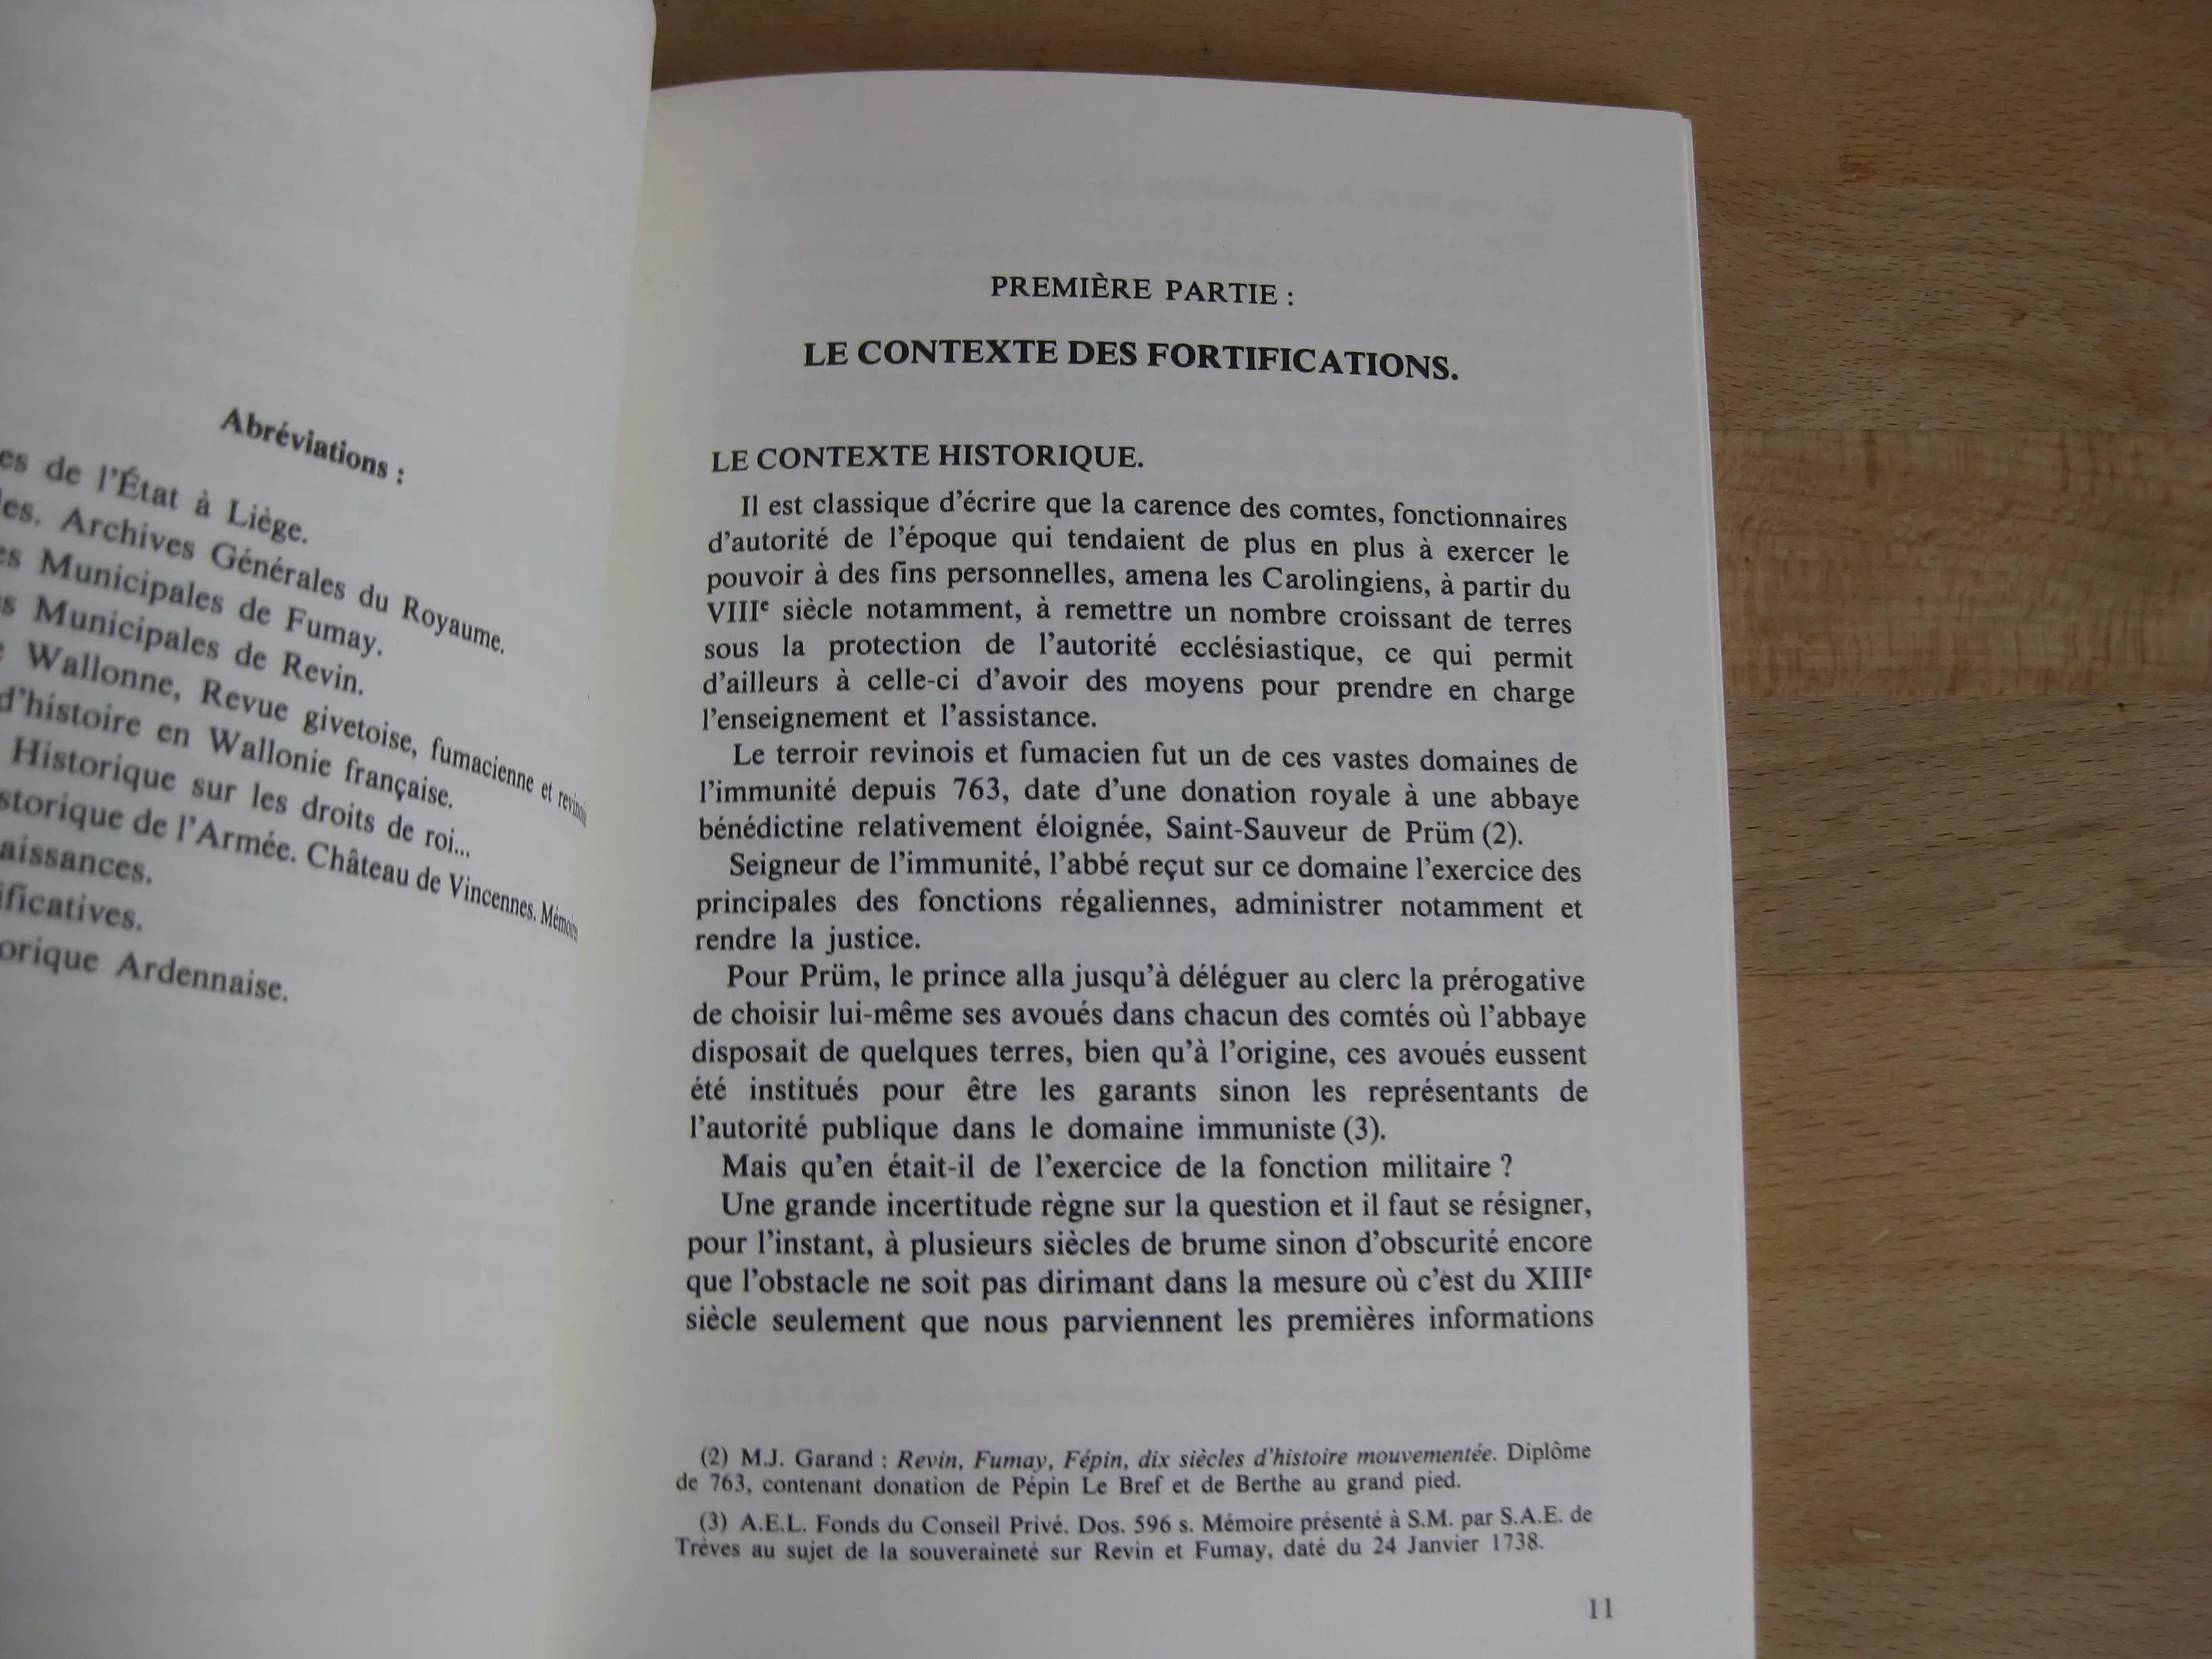 Abréviations :
de l'État à Liège.
Archives Générales du Royaume.
Municipales de Fumay.
Municipales de Revin.
Wallonne, Revue givetoise, fumacienne et
d'histoire en Wallonie française.
Historique sur les droits de roi...
de l'Armée. Château de Vincennes.
Ardennaise.
PREMIÈRE PARTIE :
LE CONTEXTE DES FORTIFICATIONS.
LE CONTEXTE HISTORIQUE.
Il est classique d'écrire que la carence des comtes, fonctionnaires
d'autorité de l'époque qui tendaient de plus en plus à exercer le
pouvoir à des fins personnelles, amena les Carolingiens, à partir du
VIIIe siècle notamment, à remettre un nombre croissant de terres
sous la protection de l'autorité ecclésiastique, ce qui permit
d'ailleurs à celle-ci d'avoir des moyens pour prendre en charge
l'enseignement et l'assistance.
Le terroir revinois et fumacien fut un de ces vastes domaines de
l'immunité depuis 763, date d'une donation royale à une abbaye
bénédictine relativement éloignée, Saint-Sauveur de Prüm (2).
Seigneur de l'immunité, l'abbé reçut sur ce domaine l'exercice des
principales des fonctions régaliennes, administrer notamment et
rendre la justice.
Pour Prüm, le prince alla jusqu'à déléguer au clerc la prérogative
de choisir lui-même ses avoués dans chacun des comtés où l'abbaye
disposait de quelques terres, bien qu'à l'origine, ces avoués eussent
été institués pour être les garants sinon les représentants de
l'autorité publique dans le domaine immuniste (3).
Mais qu'en était-il de l'exercice de la fonction militaire ?
Une grande incertitude règne sur la question et il faut se résigner,
pour l'instant, à plusieurs siècles de brume sinon d'obscurité encore
que l'obstacle ne soit pas dirimant dans la mesure où c'est du XIIIe
siècle seulement que nous parviennent les premières informations
(2) M.J. Garand : Revin, Fumay, Fépin, dix siècles d'histoire mouvementée. Diplôme
de 763, contenant donation de Pépin Le Bref et de Berthe au grand pied.
(3) A.E.L. Fonds du Conseil Privé. Dos. 596 s. Mémoire présenté à S.M. par S.A.E. de
Trèves au sujet de la souveraineté sur Revin et Fumay, daté du 24 Janvier 1738.
11